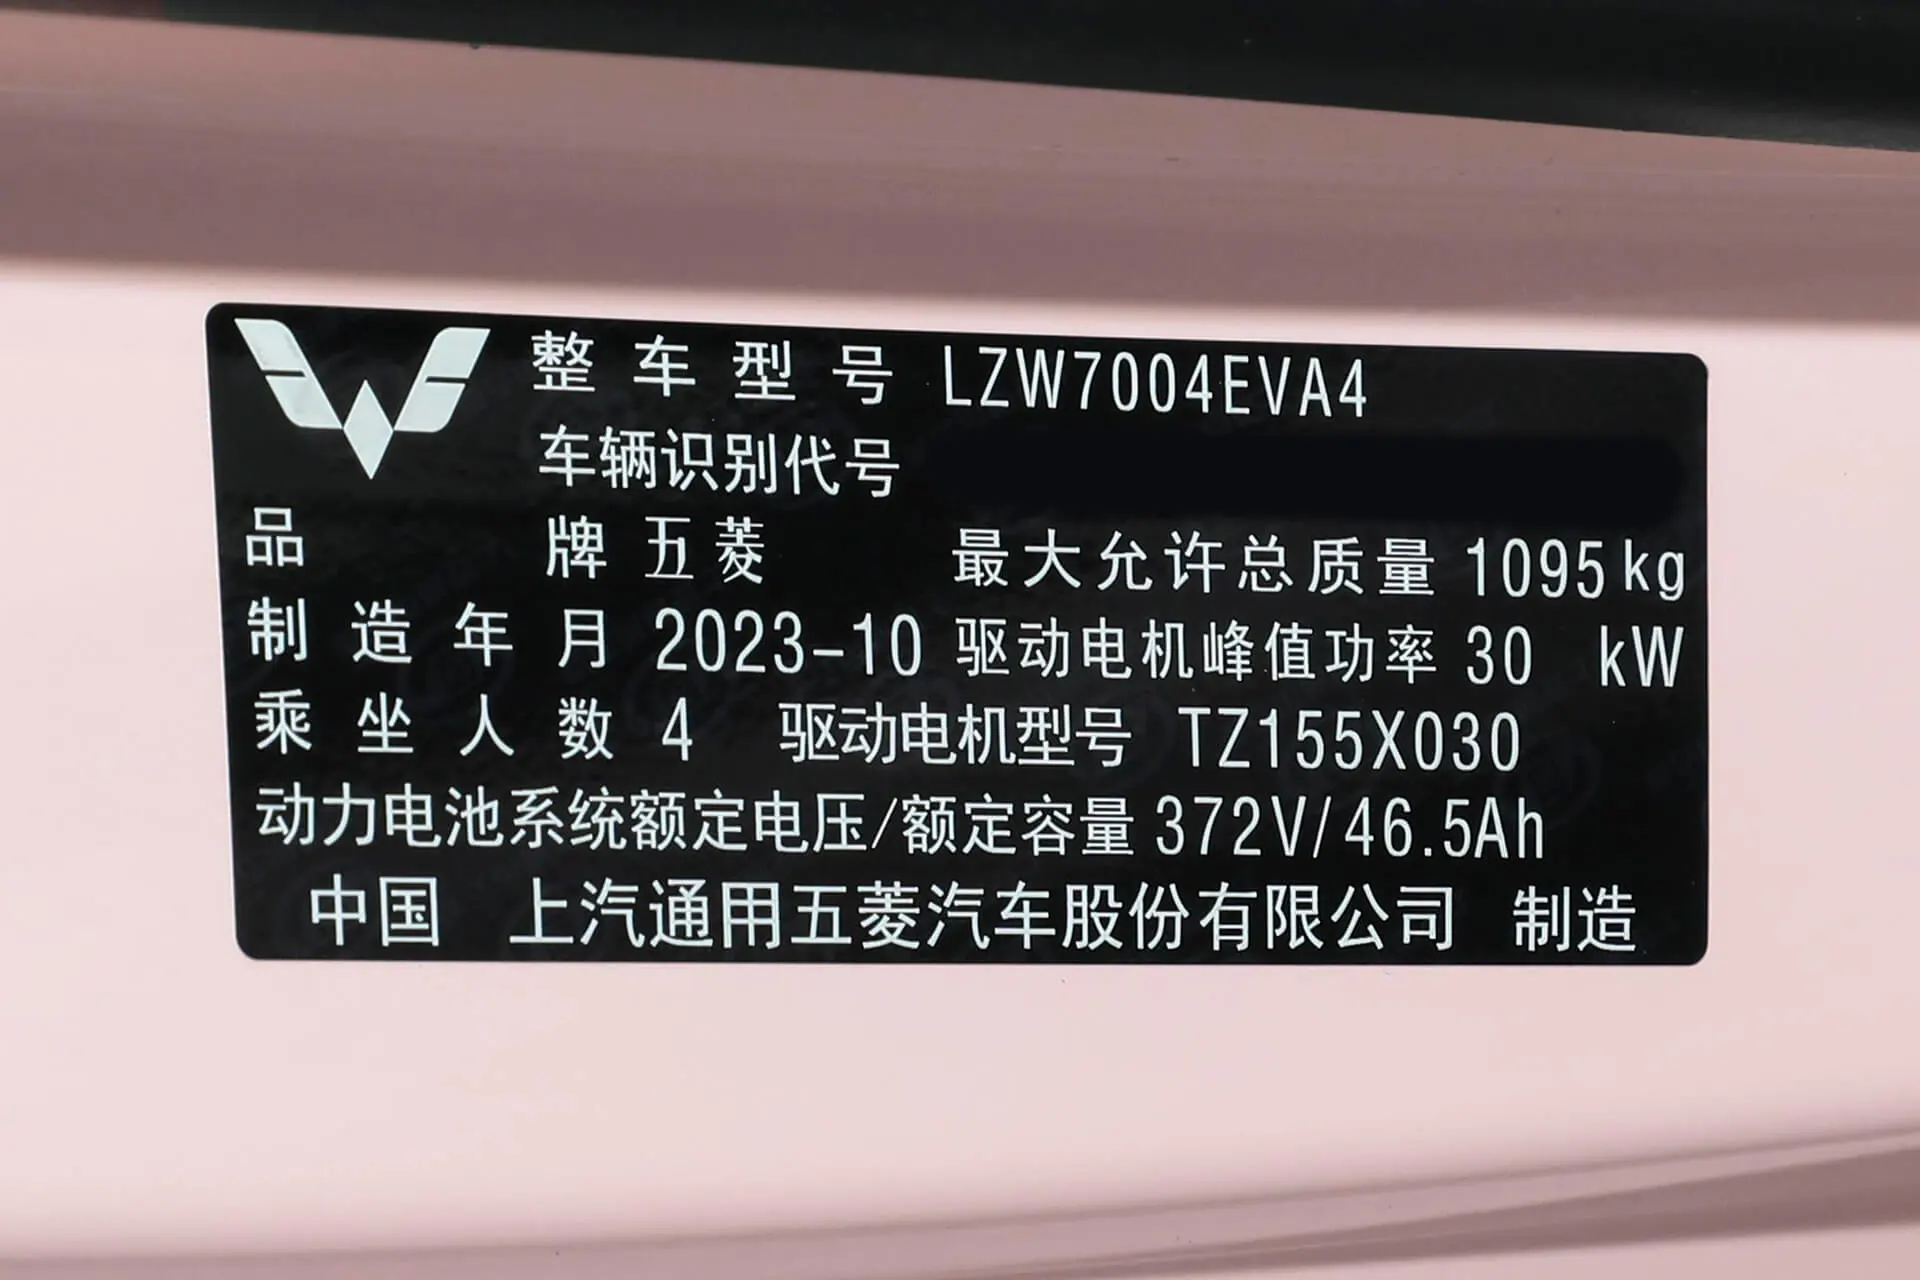 整车型号 LZW7004EVA4
车辆识别代号
品牌 五菱 最大允许总质量 1095kg
制造年月 2023-10 驱动电机峰值功率 30 kW
乘坐人数 4 驱动电机型号 TZ155X030
动力电池系统额定电压/额定容量 372V/46.5Ah
中国 上汽通用五菱汽车股份有限公司 制造